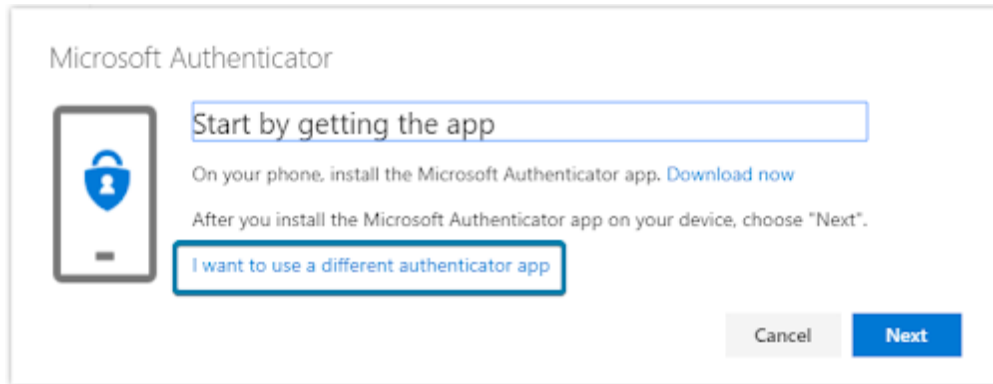 Microsoft Authenticator
Start by getting the app
On your phone, install the Microsoft Authenticator app. Download now
After you install the Microsoft Authenticator app on your device, choose "Next".
I want to use a different authenticator app
Cancel
Next